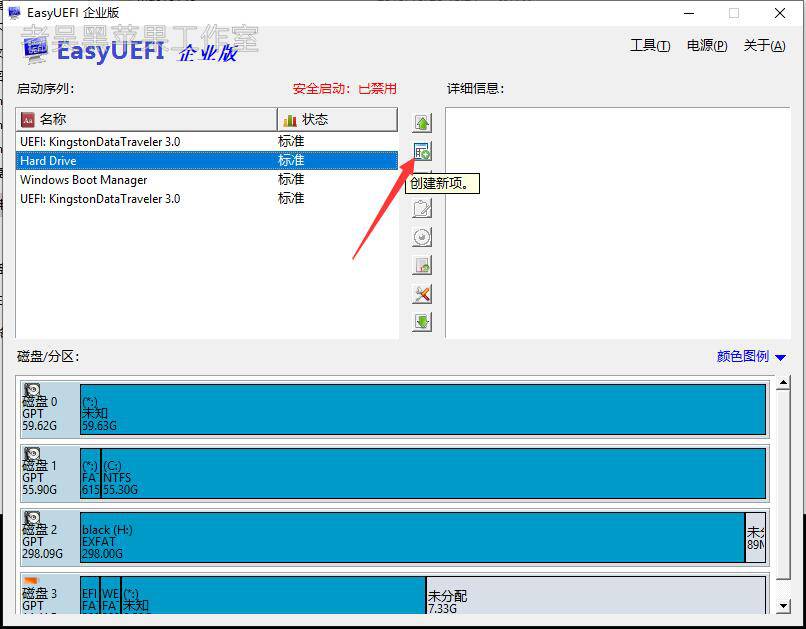 EasyUEFI 企业版
老吴黑苹果工作室
EasyUEFI 企业版
工具(T) 电源(P) 关于(A)
启动序列: 安全启动: 已禁用 详细信息:
名称 状态
UEFI: KingstonDataTraveler 3.0 标准
Hard Drive 标准
Windows Boot Manager 标准
UEFI: KingstonDataTraveler 3.0 标准
创建新项。
磁盘/分区: 颜色图例
磁盘 0
GPT
59.62G
(*:)
未知
59.63G
磁盘 1
GPT
55.90G
(*:)
FAT
615
(C:)
NTFS
55.30G
磁盘 2
GPT
298.09G
black (H:)
EXFAT
298.00G
未分
89M
磁盘 3
GPT
EFI
FAT
WE
FAT
(*:)
未知
未分配
7.33G